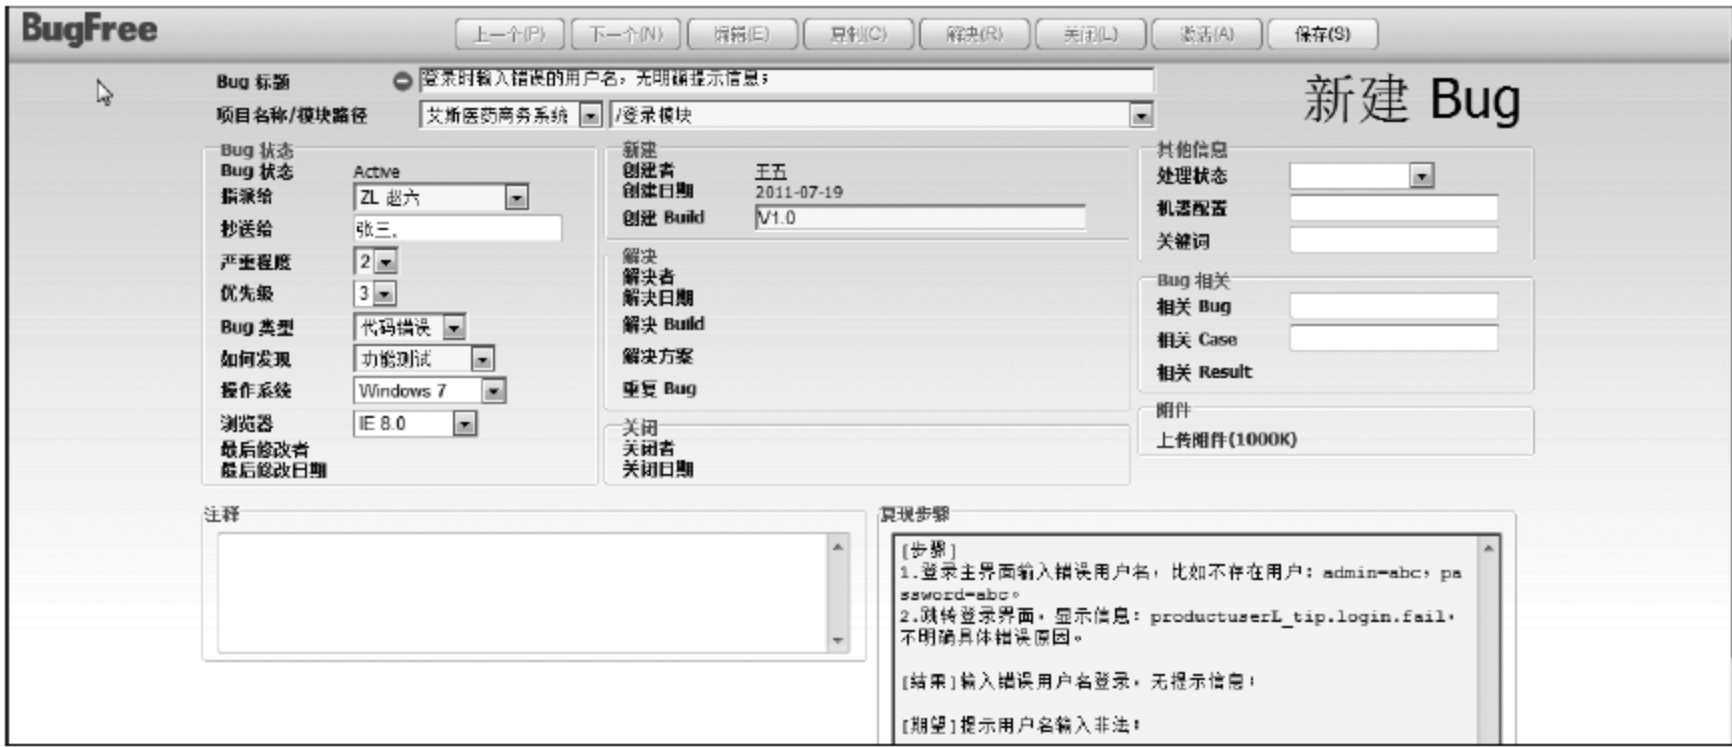 BugFree
上一个(P) 下一个(N) 编辑(E) 复制(C) 解决(R) 关闭(L) 激活(A) 保存(S)
Bug 标题 登录时输入错误的用户名，无明确提示信息；
新建 Bug
项目名称/模块路径 艾斯医药商务系统 /登录模块
Bug 状态
Bug 状态 Active
指派给 ZL 赵六
抄送给 张三,
严重程度 2
优先级 3
Bug 类型 代码错误
如何发现 功能测试
操作系统 Windows 7
浏览器 IE 8.0
最后修改者
最后修改日期
新建
创建者 王五
创建日期 2011-07-19
创建 Build V1.0
解决
解决者
解决日期
解决 Build
解决方案
重复 Bug
关闭
关闭者
关闭日期
其他信息
处理状态
机器配置
关键词
Bug 相关
相关 Bug
相关 Case
相关 Result
附件
上传附件(1000K)
注释
复现步骤
[步骤]
1.登录主界面输入错误用户名，比如不存在用户：admin=abc，pa
ssword=abc。
2.跳转登录界面，显示信息：productuserL_tip.login.fail，
不明确具体错误原因。
[结果]输入错误用户名登录，无提示信息；
[期望]提示用户名输入非法；